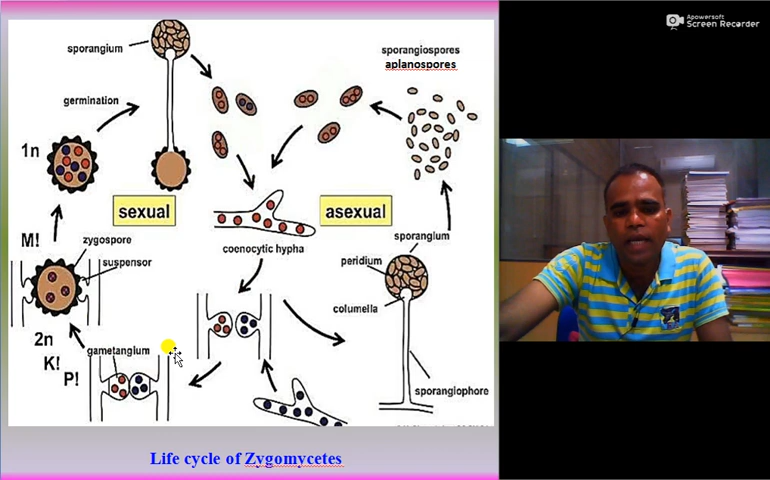 Apowersoft
Screen Recorder
sporangium
sporangiospores
aplanospores
germination
1n
sexual
asexual
coenocytic hypha
sporangium
M!
zygospore
suspensor
peridium
columella
2n
K!
P!
gametangium
sporangiophore
Life cycle of Zygomycetes